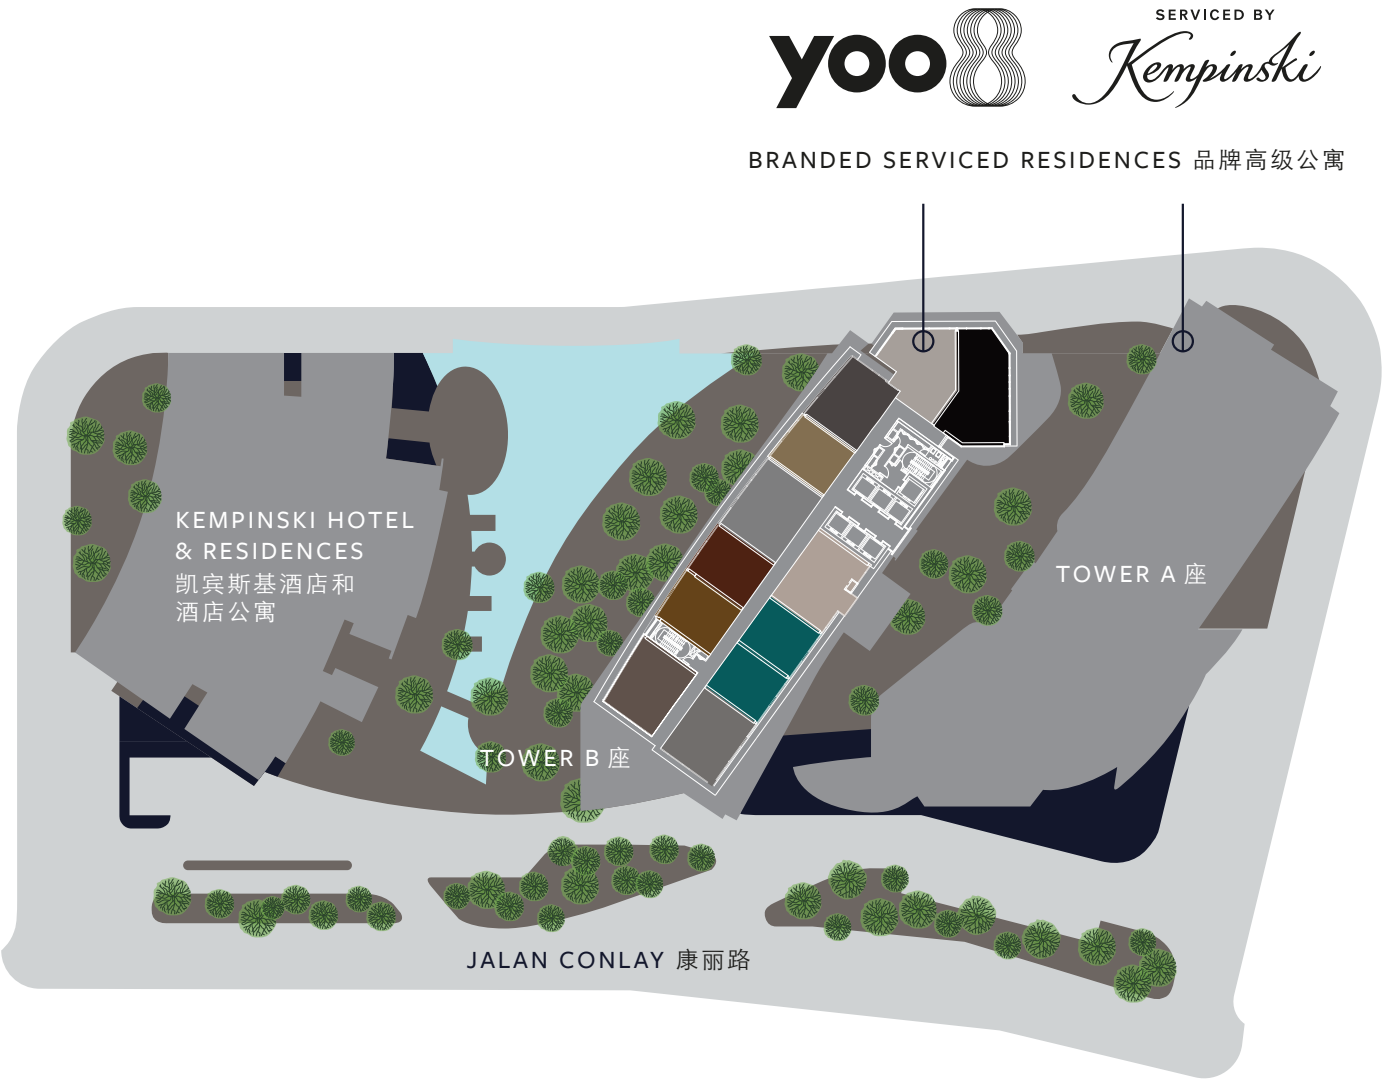 SERVICED BY
yoo8 Kempinski
BRANDED SERVICED RESIDENCES 品牌高级公寓
KEMPINSKI HOTEL
& RESIDENCES
凯宾斯基酒店和
酒店公寓
TOWER A 座
TOWER B 座
JALAN CONLAY 康丽路